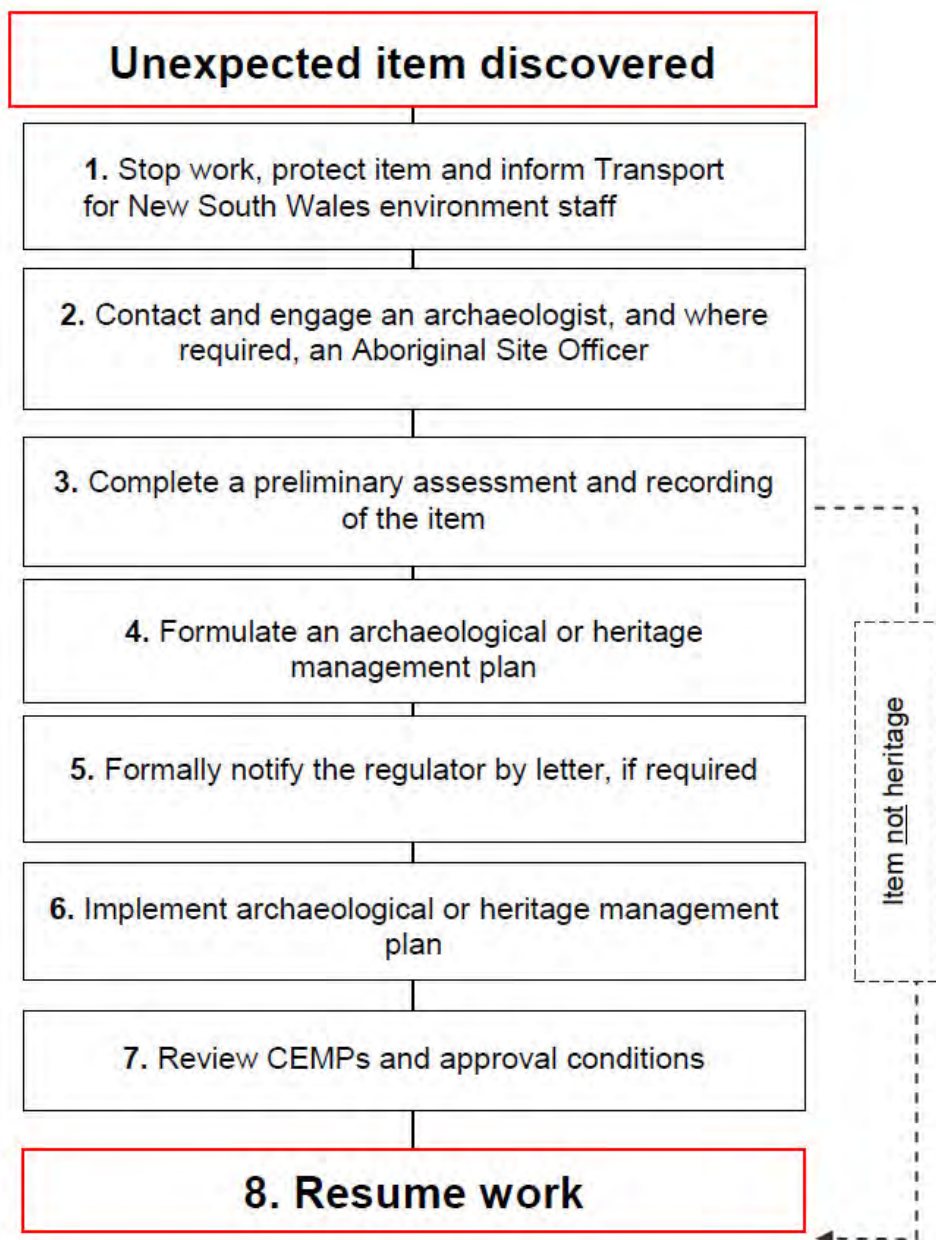 Unexpected item discovered
1. Stop work, protect item and inform Transport
for New South Wales environment staff
2. Contact and engage an archaeologist, and where
required, an Aboriginal Site Officer
3. Complete a preliminary assessment and recording
of the item
4. Formulate an archaeological or heritage
management plan
5. Formally notify the regulator by letter, if required
6. Implement archaeological or heritage management
plan
7. Review CEMPs and approval conditions
8. Resume work
Item not heritage